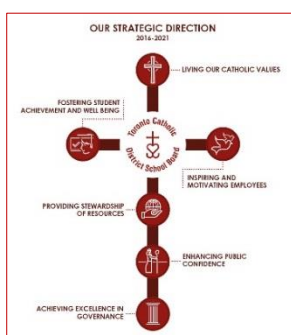 OUR STRATEGIC DIRECTION
2016-2021
LIVING OUR CATHOLIC VALUES
FOSTERING STUDENT
ACHIEVEMENT AND WELL BEING
Toronto Catholic
District School Board
INSPIRING AND
MOTIVATING EMPLOYEES
PROVIDING STEWARDSHIP
OF RESOURCES
ENHANCING PUBLIC
CONFIDENCE
ACHIEVING EXCELLENCE IN
GOVERNANCE